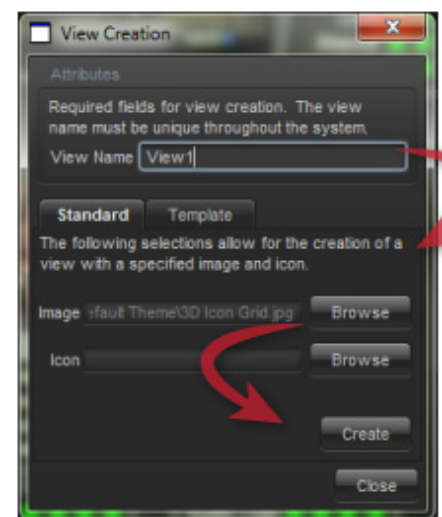 View Creation
Attributes
Required fields for view creation. The view
name must be unique throughout the system.
View Name View1
Standard Template
The following selections allow for the creation of a
view with a specified image and icon.
Image efault Theme\3D Icon Grid.jpg Browse
Icon Browse
Create
Close